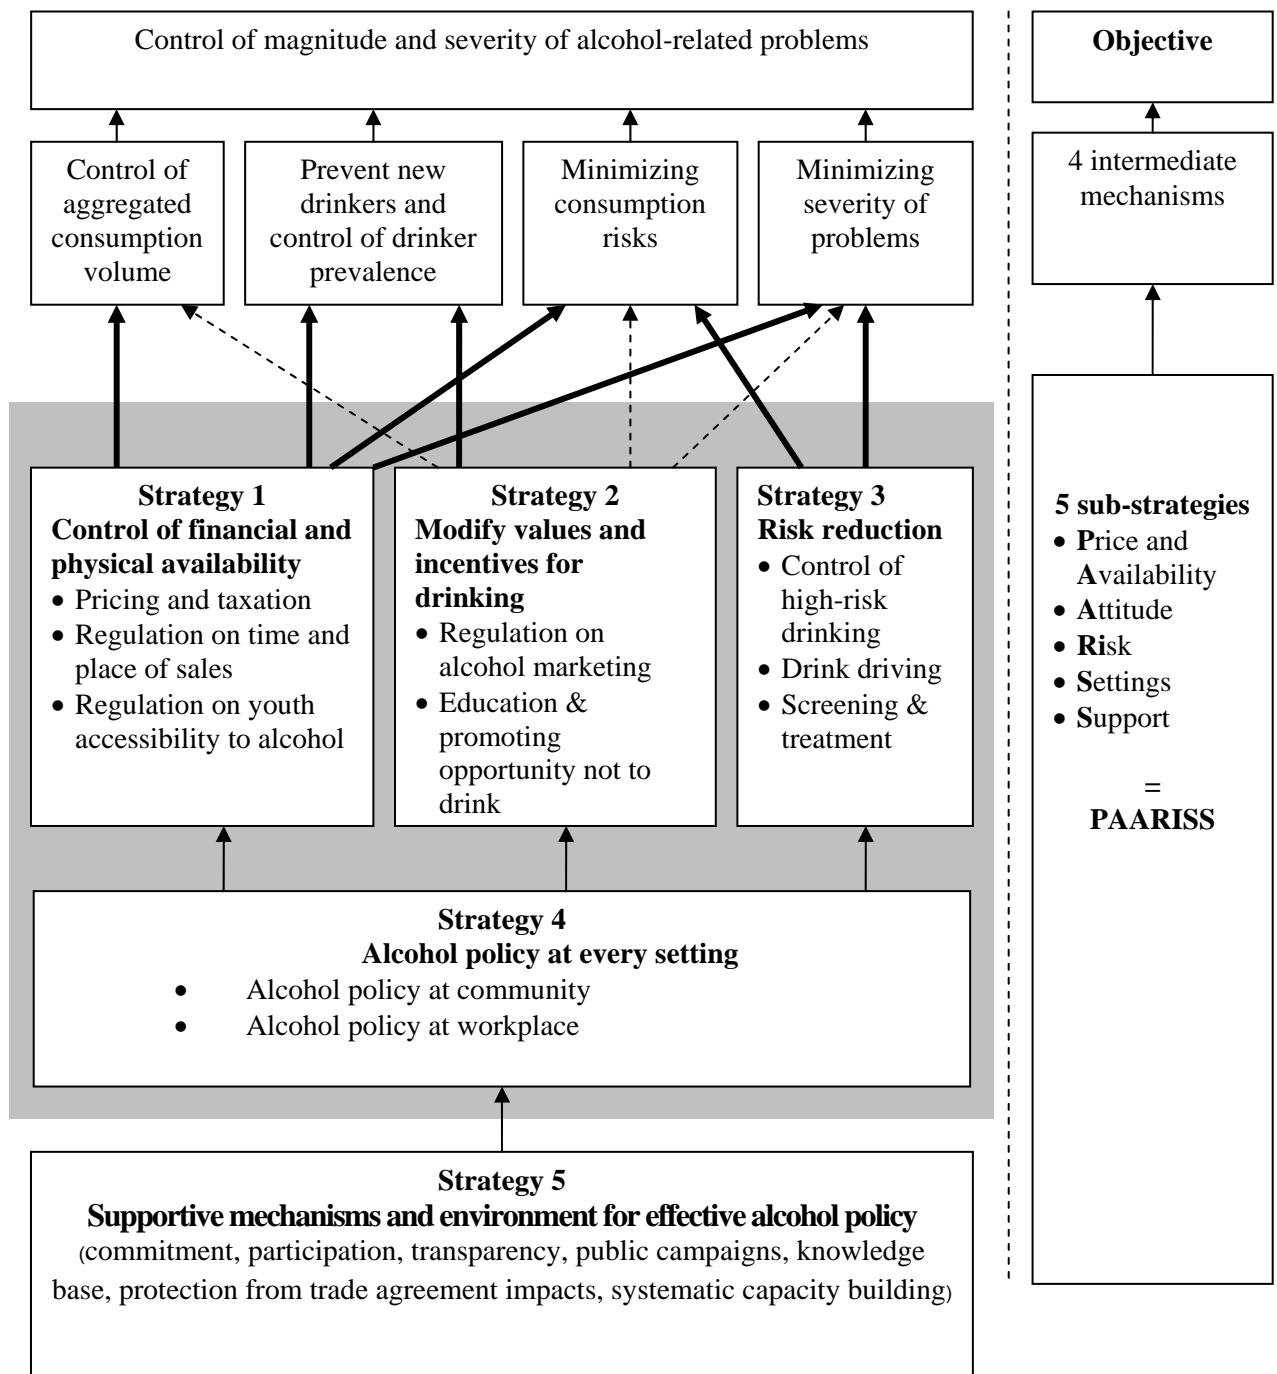 Control of magnitude and severity of alcohol-related problems
Control of
aggregated
consumption
volume
Prevent new
drinkers and
control of drinker
prevalence
Minimizing
consumption
risks
Minimizing
severity of
problems
Strategy 1
Control of financial and
physical availability
• Pricing and taxation
• Regulation on time and
place of sales
• Regulation on youth
accessibility to alcohol
Strategy 2
Modify values and
incentives for
drinking
• Regulation on
alcohol marketing
• Education &
promoting
opportunity not to
drink
Strategy 3
Risk reduction
• Control of
high-risk
drinking
• Drink driving
• Screening &
treatment
Strategy 4
Alcohol policy at every setting
• Alcohol policy at community
• Alcohol policy at workplace
Strategy 5
Supportive mechanisms and environment for effective alcohol policy
(commitment, participation, transparency, public campaigns, knowledge
base, protection from trade agreement impacts, systematic capacity building)
Objective
4 intermediate
mechanisms
5 sub-strategies
• Price and
Availability
• Attitude
• Risk
• Settings
• Support
=
PAARISS